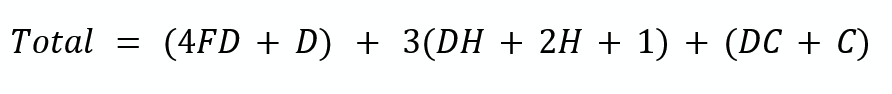 Total = (4FD + D) + 3(DH + 2H + 1) + (DC + C)